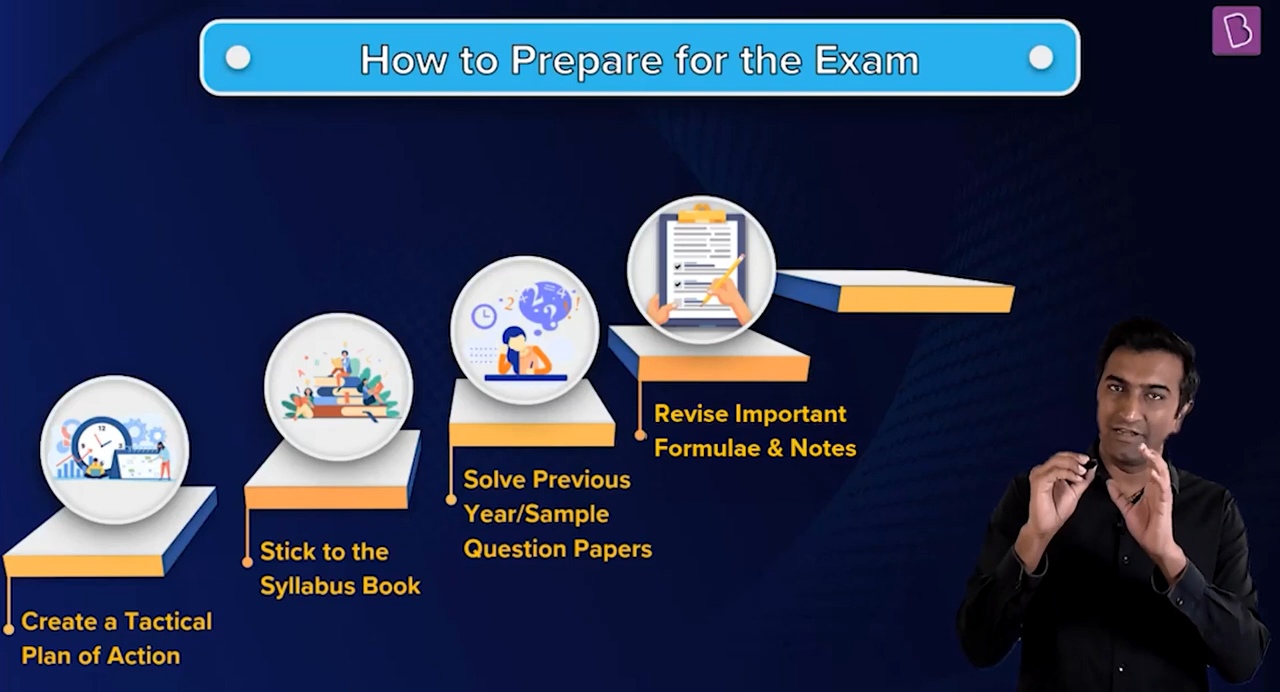 How to Prepare for the Exam
Create a Tactical
Plan of Action
Stick to the
Syllabus Book
Solve Previous
Year/Sample
Question Papers
Revise Important
Formulae & Notes